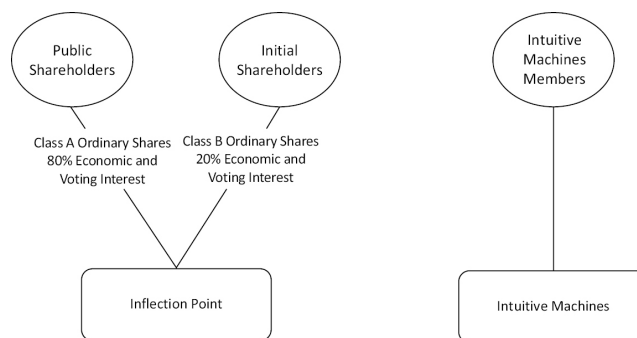 Public
Shareholders
Initial
Shareholders
Intuitive
Machines
Members
Class A Ordinary Shares
80% Economic and
Voting Interest
Class B Ordinary Shares
20% Economic and
Voting Interest
Inflection Point
Intuitive Machines